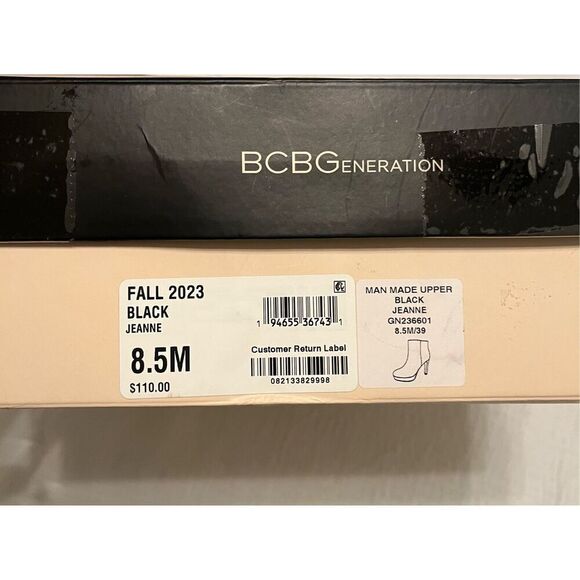 BCBGENERATION
FALL 2023
BLACK
JEANNE
8.5M
$110.00
1 94655 36743 1
Customer Return Label
082133829998
MAN MADE UPPER
BLACK
JEANNE
GN236601
8.5M/39